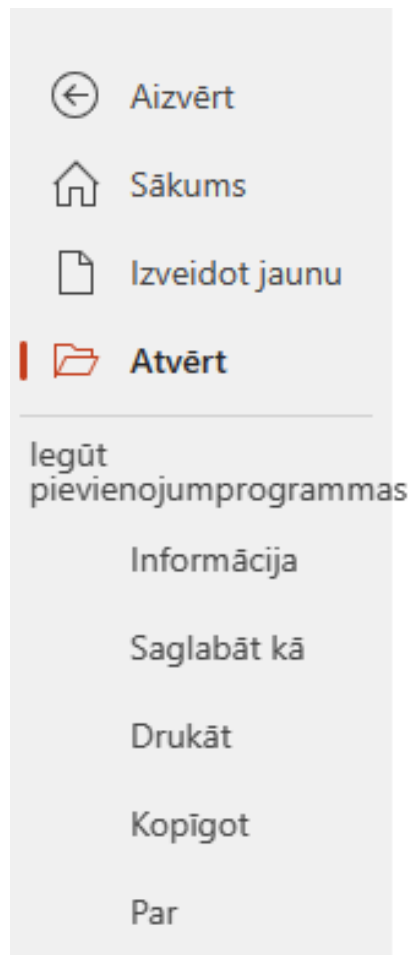 Aizvērt
Sākums
Izveidot jaunu
Atvērt
Iegūt
pievienojumprogrammas
Informācija
Saglabāt kā
Drukāt
Kopīgot
Par